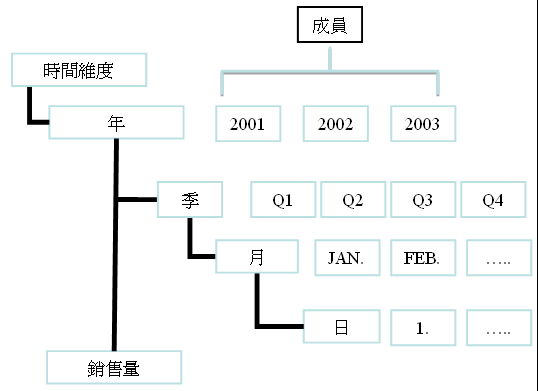 成員
時間維度
年 2001 2002 2003
季 Q1 Q2 Q3 Q4
月 JAN. FEB. …..
日 1. …..
銷售量